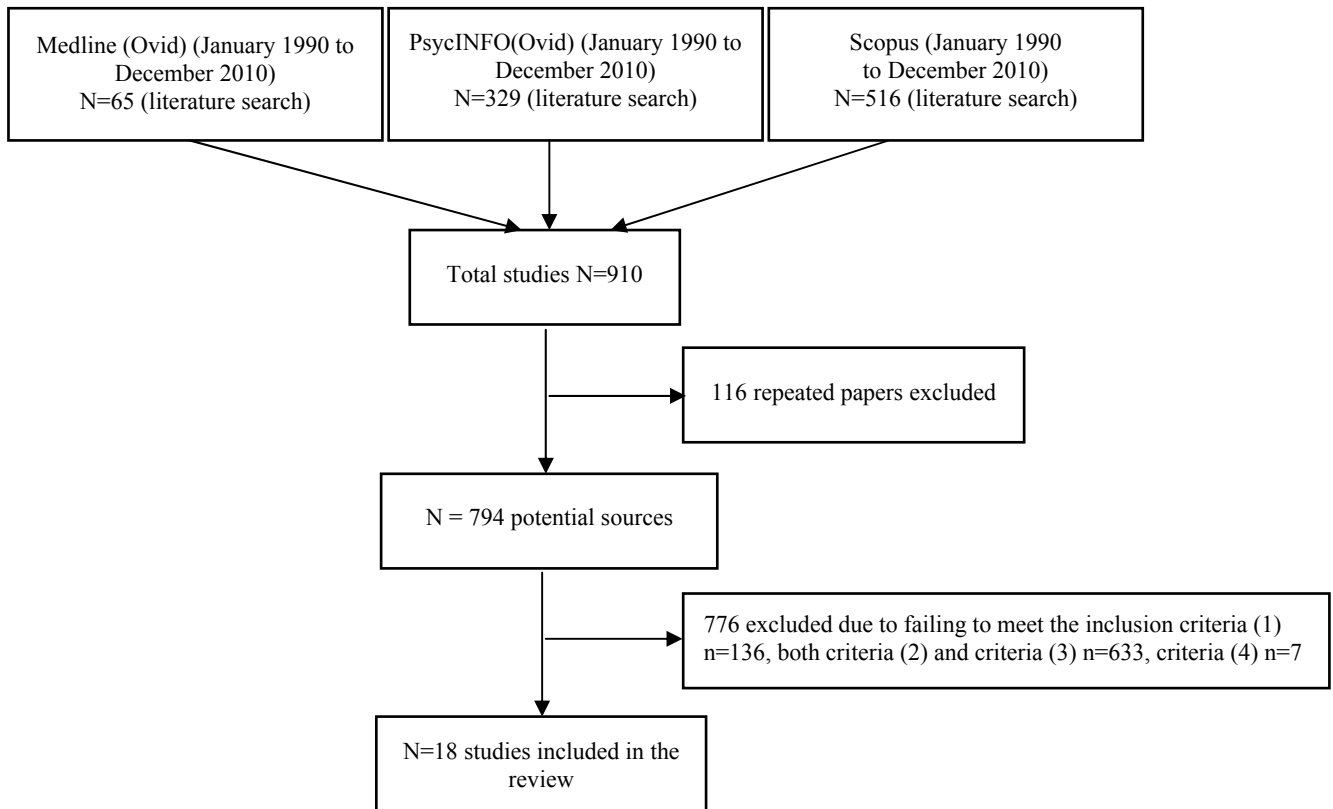 Medline (Ovid) (January 1990 to
December 2010)
N=65 (literature search)
PsycINFO(Ovid) (January 1990 to
December 2010)
N=329 (literature search)
Scopus (January 1990
to December 2010)
N=516 (literature search)
Total studies N=910
116 repeated papers excluded
N = 794 potential sources
776 excluded due to failing to meet the inclusion criteria (1)
n=136, both criteria (2) and criteria (3) n=633, criteria (4) n=7
N=18 studies included in the
review